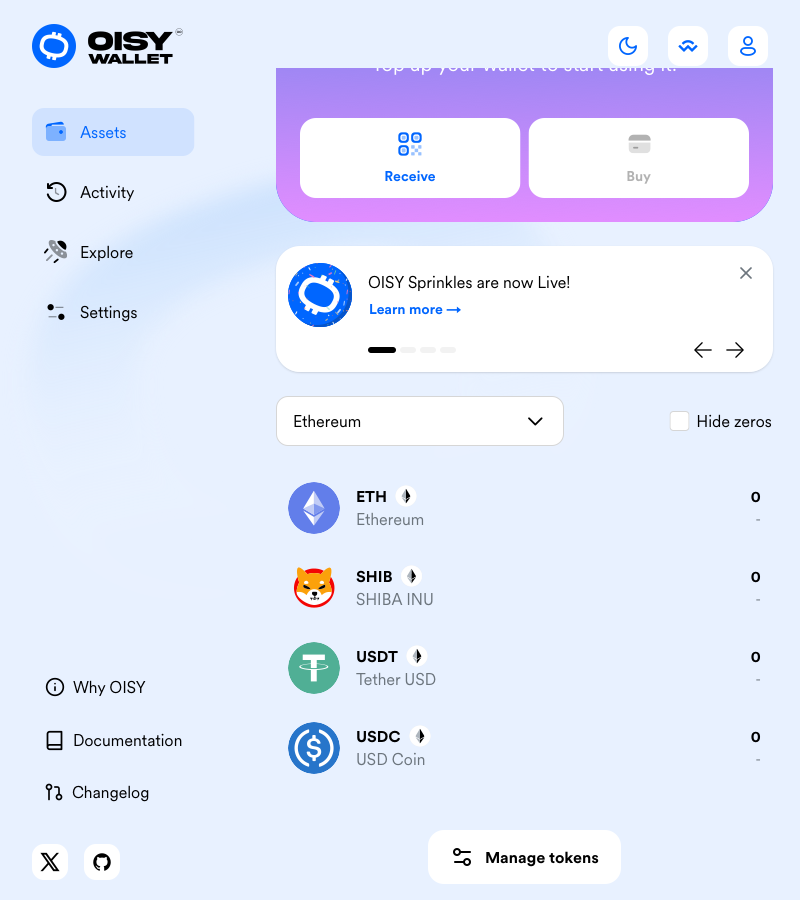 OISY
WALLET
Top up your wallet to start using it!
Assets
Activity
Explore
Settings
Receive
Buy
OISY Sprinkles are now Live!
Learn more →
Ethereum
Hide zeros
ETH
0
Ethereum
-
SHIB
0
SHIBA INU
-
USDT
0
Tether USD
-
USDC
0
USD Coin
-
Why OISY
Documentation
Changelog
Manage tokens